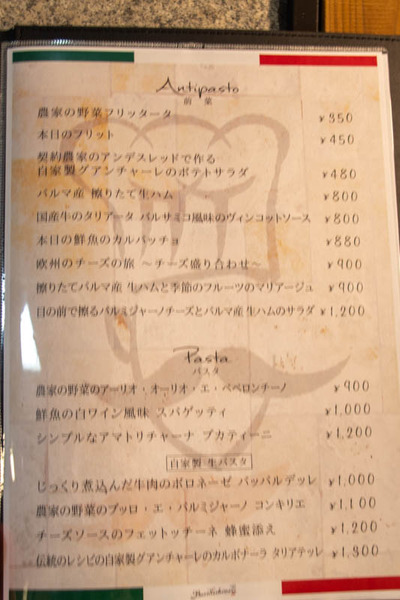 Antipasto
前菜
農家の野菜フリッタータ ¥350
本日のフリット ¥450
契約農家のアンデスレッドで作る
自家製グアンチャーレのポテトサラダ ¥480
パルマ産 擦りたて生ハム ¥800
国産牛のタリアータ バルサミコ風味のヴィンコットソース ¥800
本日の鮮魚のカルパッチョ ¥880
欧州のチーズの旅 ～チーズ盛り合わせ～ ¥900
擦りたてパルマ産 生ハムと季節のフルーツのマリアージュ ¥900
目の前で擦るパルミジャーノチーズとパルマ産 生ハムのサラダ ¥1,200
Pasta
パスタ
農家の野菜のアーリオ・オーリオ・エ・ペペロンチーノ ¥900
鮮魚の白ワイン風味 スパゲッティ ¥1,000
シンプルなアマトリチャーナ ブカティーニ ¥1,200
自家製 生パスタ
じっくり煮込んだ牛肉のボロネーゼ パッパルデッレ ¥1,000
農家の野菜のブッロ・エ・パルミジャーノ コンキリエ ¥1,100
チーズソースのフェットゥチーネ 蜂蜜添え ¥1,200
伝統のレシピの自家製グアンチャーレのカルボナーラ タリアテッレ ¥1,300